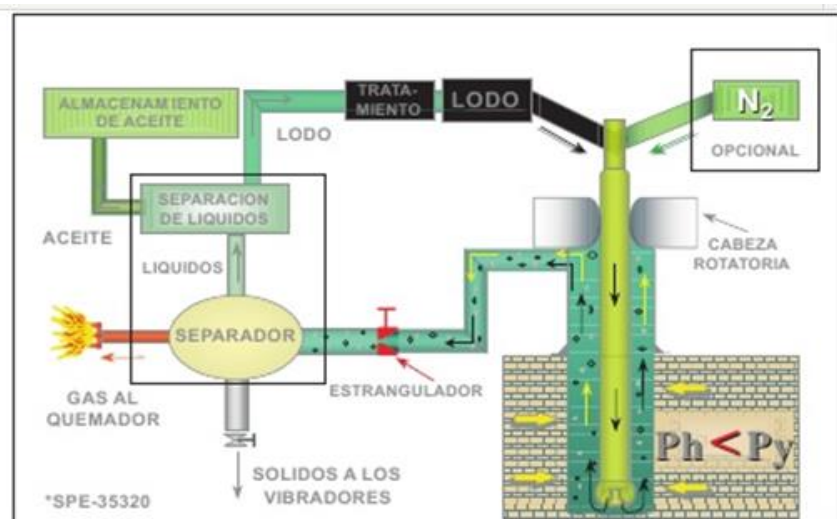 ALMACENAMIENTO
DE ACEITE
TRATA-
MIENTO
LODO
N₂
OPCIONAL
LODO
SEPARACION
DE LIQUIDOS
ACEITE
LIQUIDOS
CABEZA
ROTATORIA
SEPARADOR
ESTRANGULADOR
GAS AL
QUEMADOR
Ph<Py
SOLIDOS A LOS
VIBRADORES
*SPE-35320